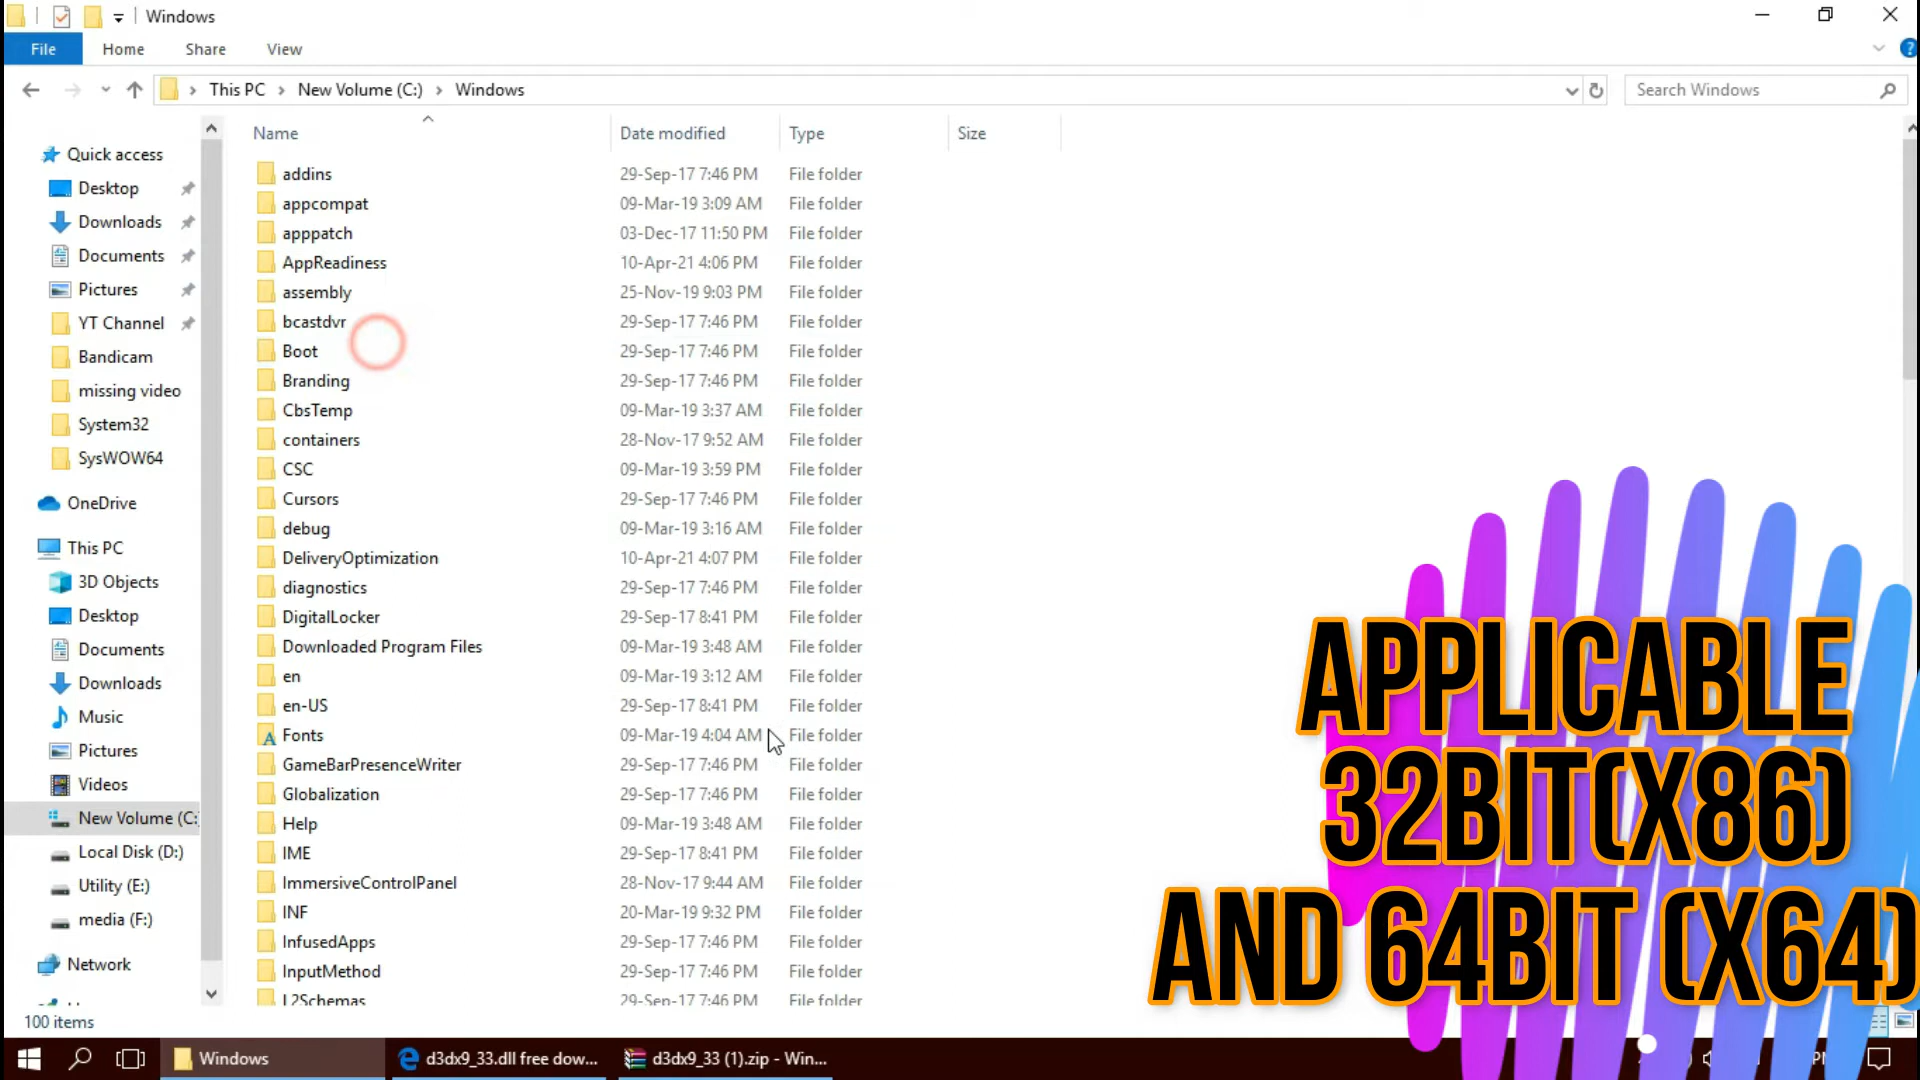 Windows
File Home Share View
This PC New Volume (C:) Windows
Search Windows
Name Date modified Type Size
Quick access
Desktop
Downloads
Documents
Pictures
YT Channel
Bandicam
missing video
System32
SysWOW64
OneDrive
This PC
3D Objects
Desktop
Documents
Downloads
Music
Pictures
Videos
New Volume (C:
Local Disk (D:)
Utility (E:)
media (F:)
Network
addins 29-Sep-17 7:46 PM File folder
appcompat 09-Mar-19 3:09 AM File folder
apppatch 03-Dec-17 11:50 PM File folder
AppReadiness 10-Apr-21 4:06 PM File folder
assembly 25-Nov-19 9:03 PM File folder
bcastdvr 29-Sep-17 7:46 PM File folder
Boot 29-Sep-17 7:46 PM File folder
Branding 29-Sep-17 7:46 PM File folder
CbsTemp 09-Mar-19 3:37 AM File folder
containers 28-Nov-17 9:52 AM File folder
CSC 09-Mar-19 3:59 PM File folder
Cursors 29-Sep-17 7:46 PM File folder
debug 09-Mar-19 3:16 AM File folder
DeliveryOptimization 10-Apr-21 4:07 PM File folder
diagnostics 29-Sep-17 7:46 PM File folder
DigitalLocker 29-Sep-17 8:41 PM File folder
Downloaded Program Files 09-Mar-19 3:48 AM File folder
en 09-Mar-19 3:12 AM File folder
en-US 29-Sep-17 8:41 PM File folder
Fonts 09-Mar-19 4:04 AM File folder
GameBarPresenceWriter 29-Sep-17 7:46 PM File folder
Globalization 29-Sep-17 7:46 PM File folder
Help 09-Mar-19 3:48 AM File folder
IME 29-Sep-17 8:41 PM File folder
ImmersiveControlPanel 28-Nov-17 9:44 AM File folder
INF 20-Mar-19 9:32 PM File folder
InfusedApps 29-Sep-17 7:46 PM File folder
InputMethod 29-Sep-17 7:46 PM File folder
L2Schemas 29-Sep-17 7:46 PM File folder
APPLICABLE
32BIT(X86)
AND 64BIT (X64)
100 items
Windows d3dx9_33.dll free dow... d3dx9_33 (1).zip - Win...